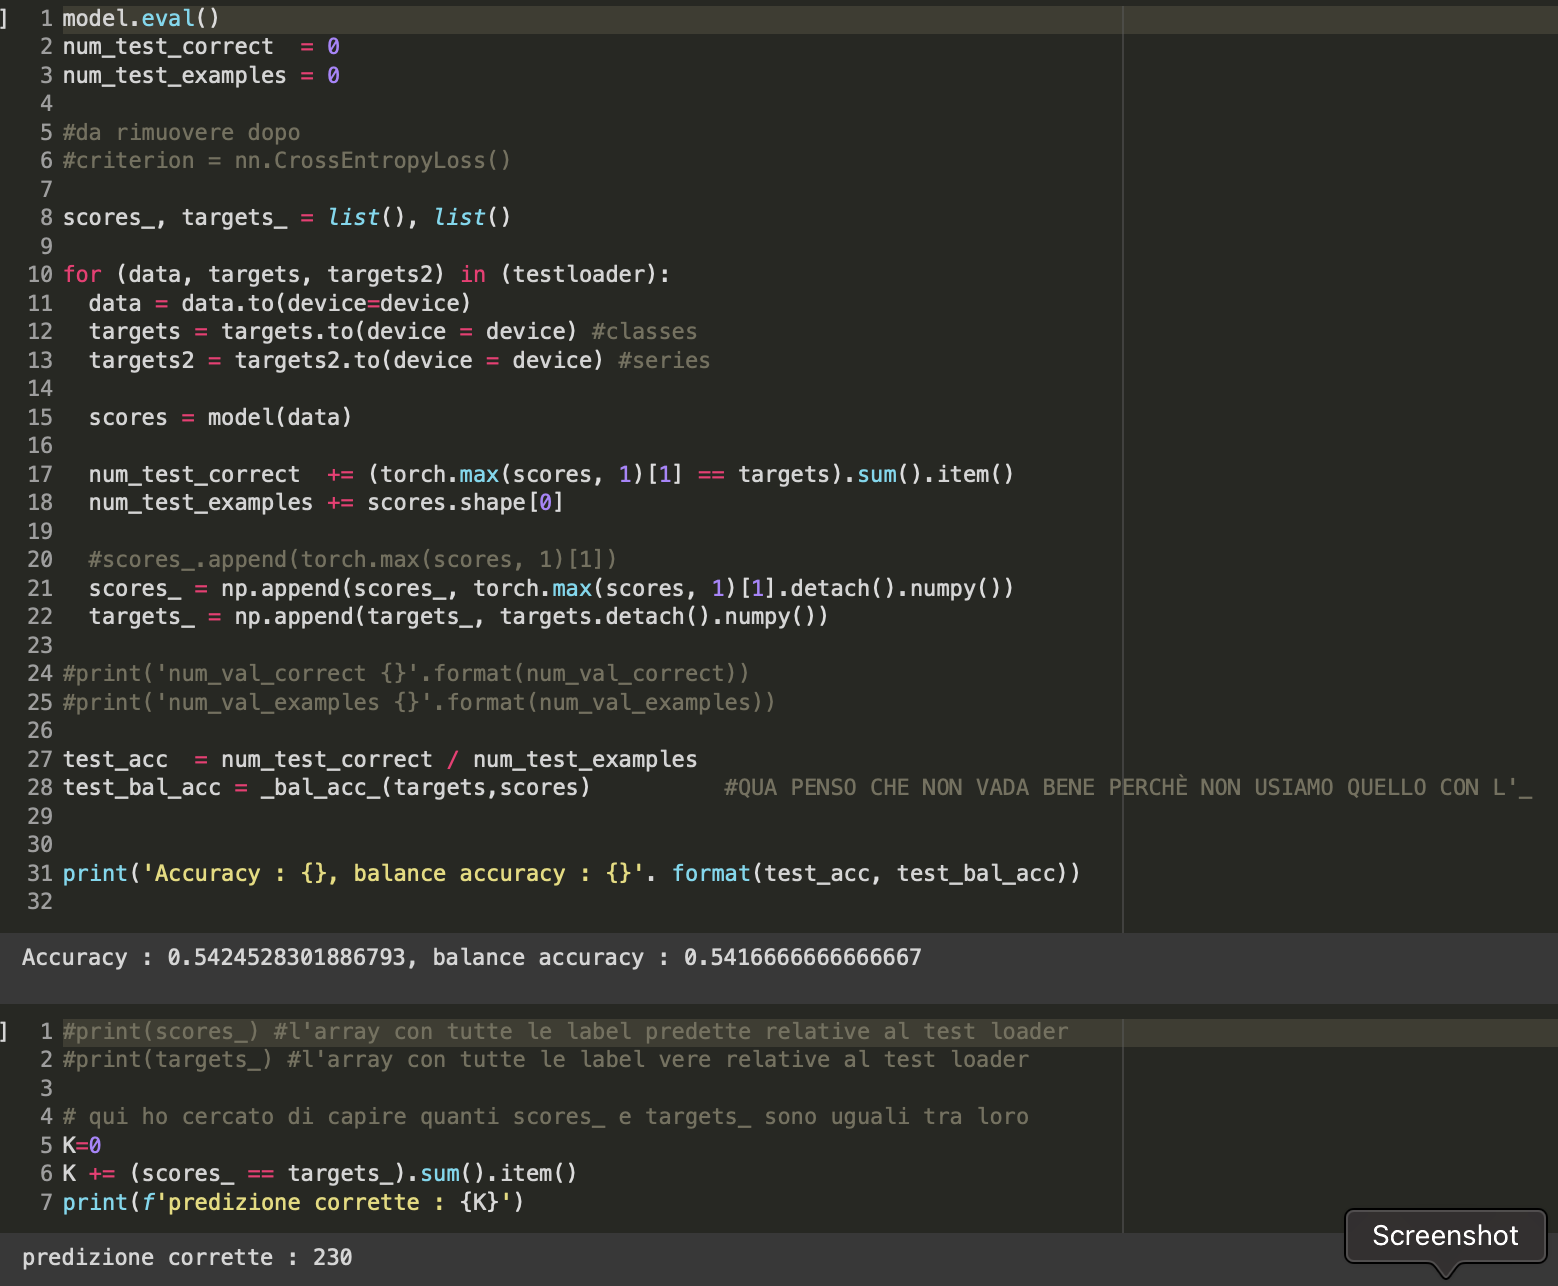 ] 1 model.eval()
2 num_test_correct  = 0
3 num_test_examples = 0
4
5 #da rimuovere dopo
6 #criterion = nn.CrossEntropyLoss()
7
8 scores_, targets_ = list(), list()
9
10 for (data, targets, targets2) in (testloader):
11   data = data.to(device=device)
12   targets = targets.to(device = device) #classes
13   targets2 = targets2.to(device = device) #series
14
15   scores = model(data)
16
17   num_test_correct  += (torch.max(scores, 1)[1] == targets).sum().item()
18   num_test_examples += scores.shape[0]
19
20   #scores_.append(torch.max(scores, 1)[1])
21   scores_ = np.append(scores_, torch.max(scores, 1)[1].detach().numpy())
22   targets_ = np.append(targets_, targets.detach().numpy())
23
24 #print('num_val_correct {}'.format(num_val_correct))
25 #print('num_val_examples {}'.format(num_val_examples))
26
27 test_acc  = num_test_correct / num_test_examples
28 test_bal_acc = _bal_acc_(targets,scores)          #QUA PENSO CHE NON VADA BENE PERCHÈ NON USIAMO QUELLO CON L'_
29
30
31 print('Accuracy : {}, balance accuracy : {}'. format(test_acc, test_bal_acc))
32
Accuracy : 0.5424528301886793, balance accuracy : 0.5416666666666667
] 1 #print(scores_) #l'array con tutte le label predette relative al test loader
2 #print(targets_) #l'array con tutte le label vere relative al test loader
3
4 # qui ho cercato di capire quanti scores_ e targets_ sono uguali tra loro
5 K=0
6 K += (scores_ == targets_).sum().item()
7 print(f'predizione corrette : {K}')
Screenshot
predizione corrette : 230